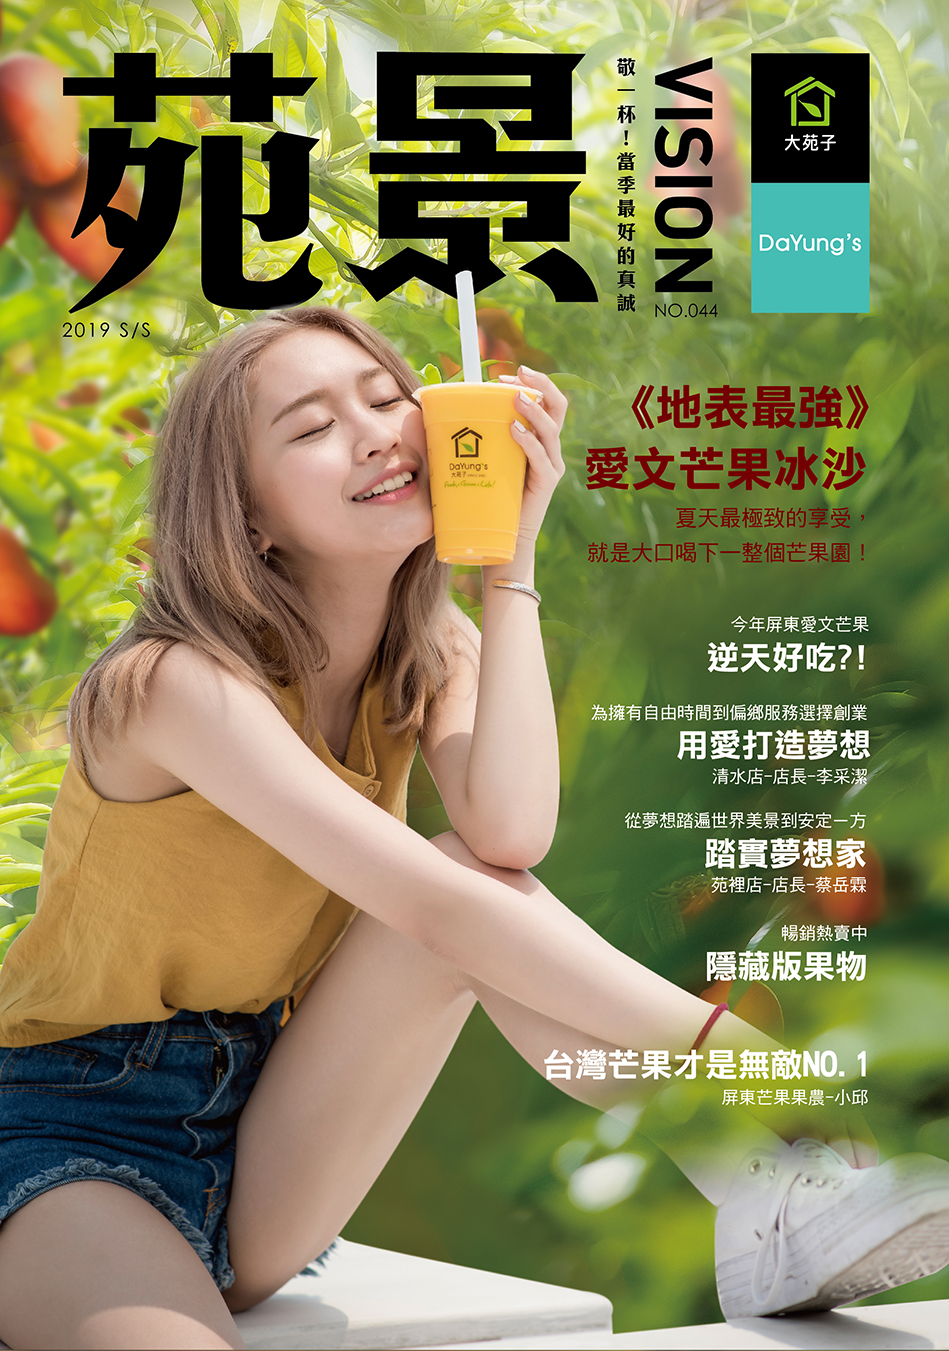 苑景
敬一杯！當季最好的真誠
VISION
NO.044
大苑子
DaYung's
2019 S/S
DaYung's
大苑子
《地表最強》
愛文芒果冰沙
夏天最極致的享受，
就是大口喝下一整個芒果園！
今年屏東愛文芒果
逆天好吃?!
為擁有自由時間到偏鄉服務選擇創業
用愛打造夢想
清水店-店長-李采潔
從夢想踏遍世界美景到安定一方
踏實夢想家
苑裡店-店長-蔡岳霖
暢銷熱賣中
隱藏版果物
台灣芒果才是無敵NO.1
屏東芒果果農-小邱